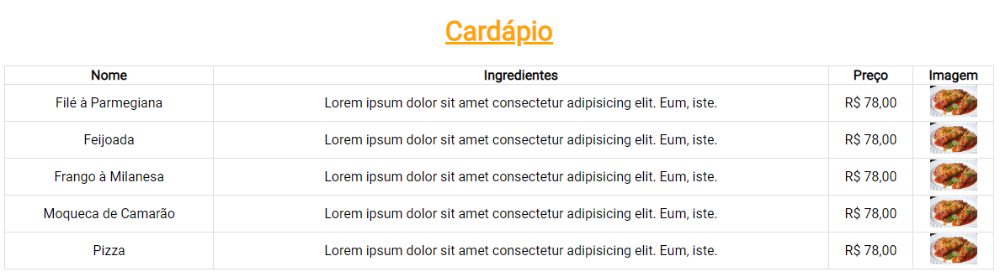 Cardápio
Nome Ingredientes Preço Imagem
Filé à Parmegiana Lorem ipsum dolor sit amet consectetur adipisicing elit. Eum, iste. R$ 78,00
Feijoada Lorem ipsum dolor sit amet consectetur adipisicing elit. Eum, iste. R$ 78,00
Frango à Milanesa Lorem ipsum dolor sit amet consectetur adipisicing elit. Eum, iste. R$ 78,00
Moqueca de Camarão Lorem ipsum dolor sit amet consectetur adipisicing elit. Eum, iste. R$ 78,00
Pizza Lorem ipsum dolor sit amet consectetur adipisicing elit. Eum, iste. R$ 78,00